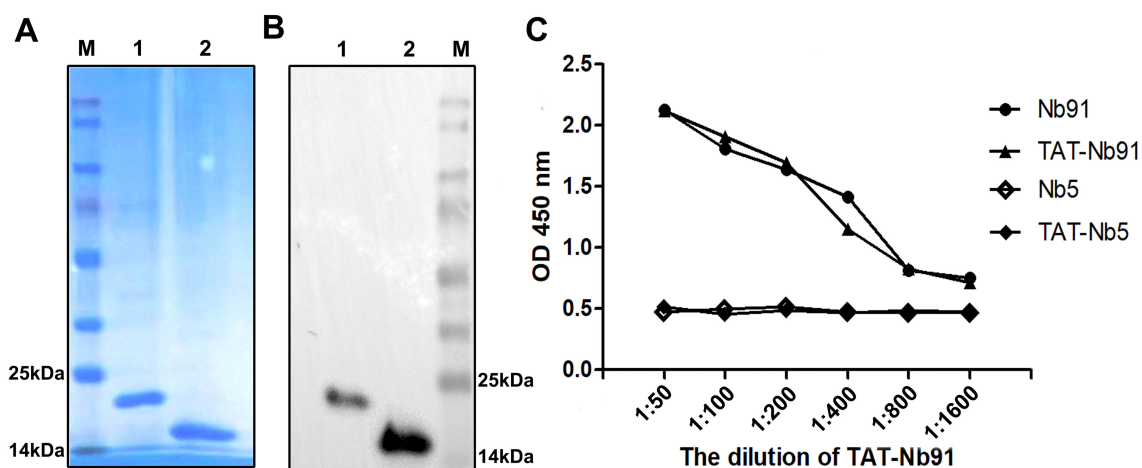 A
M 1 2
25kDa
14kDa
B
1 2 M
25kDa
14kDa
C
OD 450 nm
2.5
2.0
1.5
1.0
0.5
0.0
1:50
1:100
1:200
1:400
1:800
1:1600
The dilution of TAT-Nb91
Nb91
TAT-Nb91
Nb5
TAT-Nb5